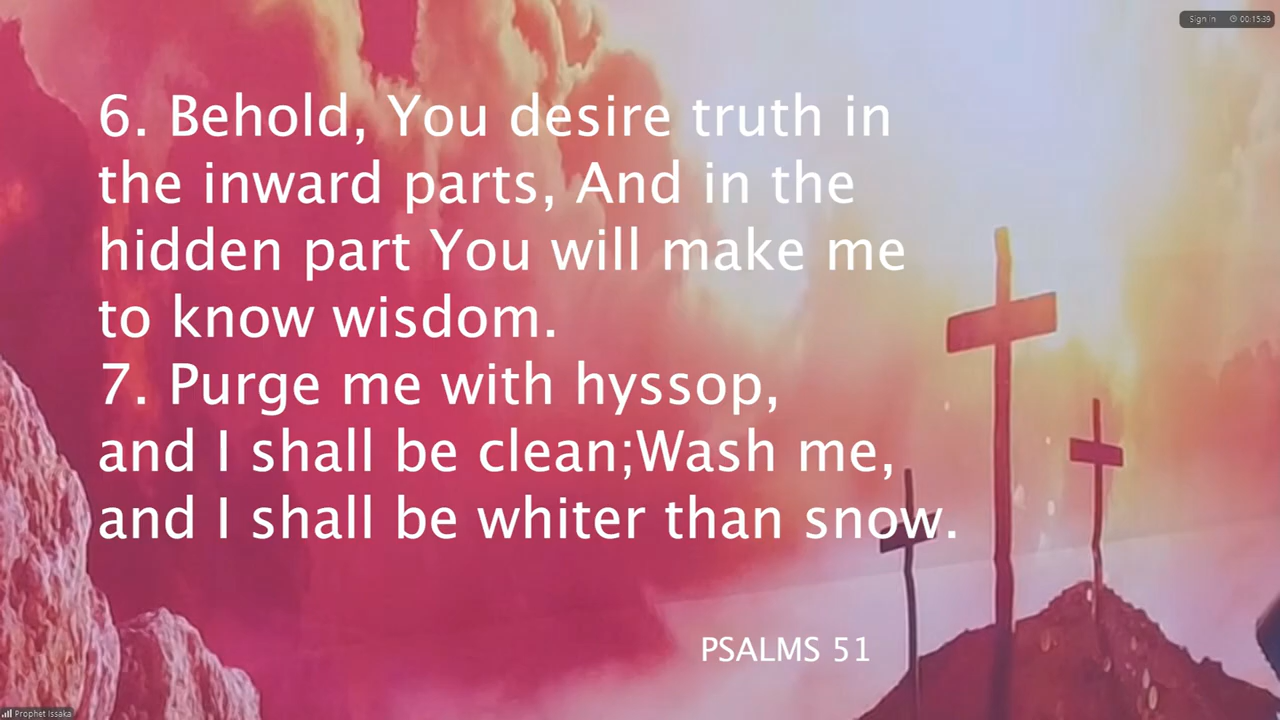 Sign in 00:15:39
6. Behold, You desire truth in
the inward parts, And in the
hidden part You will make me
to know wisdom.
7. Purge me with hyssop,
and I shall be clean;Wash me,
and I shall be whiter than snow.
PSALMS 51
Prophet Issaka